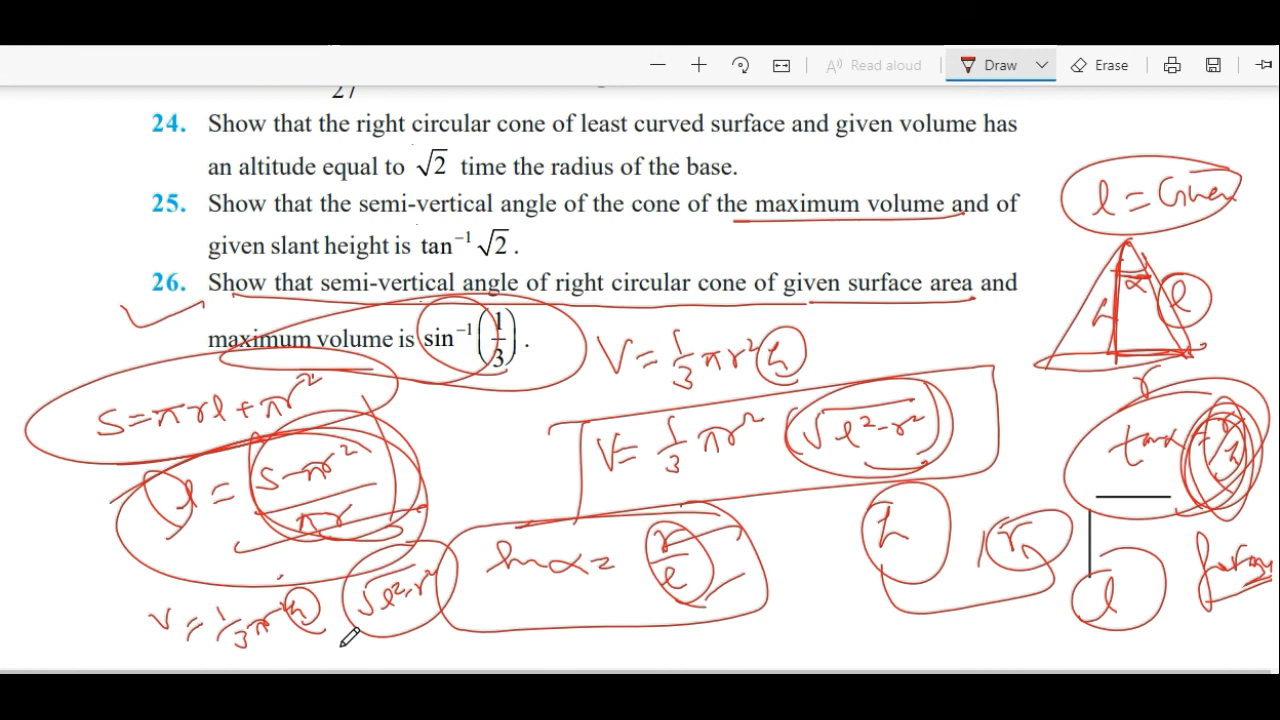 Read aloud
Draw
Erase
27
24. Show that the right circular cone of least curved surface and given volume has
an altitude equal to √2 time the radius of the base.
25. Show that the semi-vertical angle of the cone of the maximum volume and of
given slant height is tan⁻¹ √2 .
26. Show that semi-vertical angle of right circular cone of given surface area and
maximum volume is sin⁻¹ (1/3) .
l = Given
α
h
l
r
V = 1/3 πr² h
S = πrl + πr²
V = 1/3 πr² √l²-r²
tanα = r/h
l = S-πr²/πr
sinα = r/l
h
r
l
V = 1/3 πr² h
√l²-r²